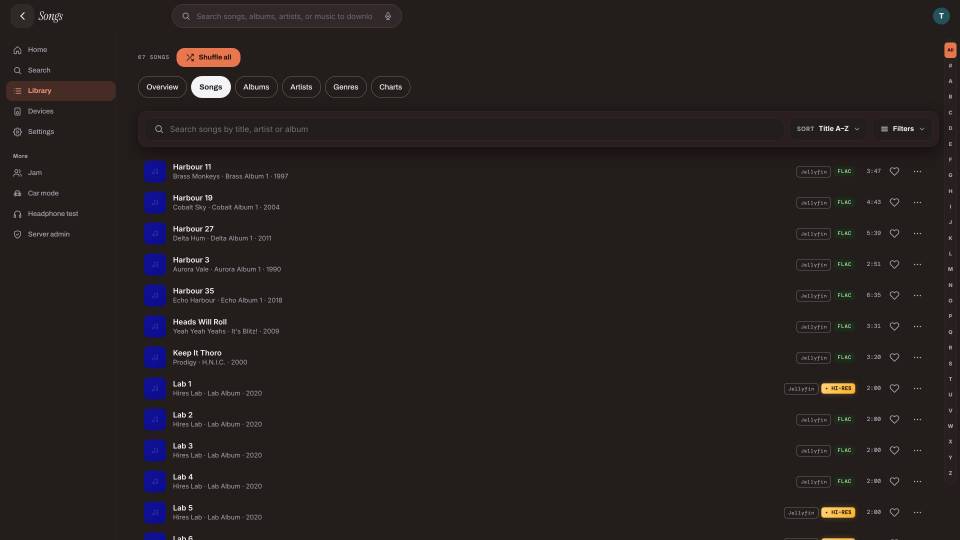 Songs
Search songs, albums, artists, or music to downlo
T
Home
Search
Library
Devices
Settings
More
Jam
Car mode
Headphone test
Server admin
67 SONGS
Shuffle all
Overview
Songs
Albums
Artists
Genres
Charts
Search songs by title, artist or album
SORT Title A–Z
Filters
Harbour 11
Brass Monkeys · Brass Album 1 · 1997
Jellyfin FLAC 3:47
Harbour 19
Cobalt Sky · Cobalt Album 1 · 2004
Jellyfin FLAC 4:43
Harbour 27
Delta Hum · Delta Album 1 · 2011
Jellyfin FLAC 5:39
Harbour 3
Aurora Vale · Aurora Album 1 · 1990
Jellyfin FLAC 2:51
Harbour 35
Echo Harbour · Echo Album 1 · 2018
Jellyfin FLAC 6:35
Heads Will Roll
Yeah Yeah Yeahs · It's Blitz! · 2009
Jellyfin FLAC 3:31
Keep It Thoro
Prodigy · H.N.I.C. · 2000
Jellyfin FLAC 3:20
Lab 1
Hires Lab · Lab Album · 2020
Jellyfin HI-RES 2:00
Lab 2
Hires Lab · Lab Album · 2020
Jellyfin FLAC 2:00
Lab 3
Hires Lab · Lab Album · 2020
Jellyfin FLAC 2:00
Lab 4
Hires Lab · Lab Album · 2020
Jellyfin FLAC 2:00
Lab 5
Hires Lab · Lab Album · 2020
Jellyfin HI-RES 2:00
Lab 6
All
#
A
B
C
D
E
F
G
H
I
J
K
L
M
N
O
P
Q
R
S
T
U
V
W
X
Y
Z